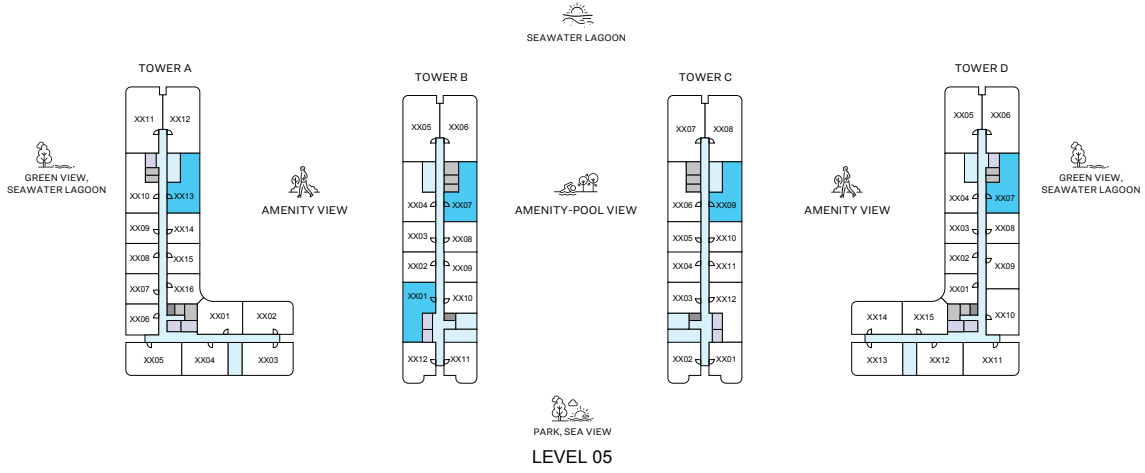 SEAWATER LAGOON
TOWER A
TOWER B
TOWER C
TOWER D
XX11 XX12
XX05 XX06
XX07 XX08
XX05 XX06
GREEN VIEW,
SEAWATER LAGOON
AMENITY VIEW
AMENITY-POOL VIEW
AMENITY VIEW
GREEN VIEW,
SEAWATER LAGOON
XX10 XX13
XX09 XX14
XX08 XX15
XX07 XX16
XX06 XX01 XX02
XX05 XX04 XX03
XX04 XX07
XX03 XX08
XX02 XX09
XX01 XX10
XX12 XX11
XX06 XX09
XX05 XX10
XX04 XX11
XX03 XX12
XX02 XX01
XX04 XX07
XX03 XX08
XX02 XX09
XX01
XX14 XX15 XX10
XX13 XX12 XX11
PARK, SEA VIEW
LEVEL 05